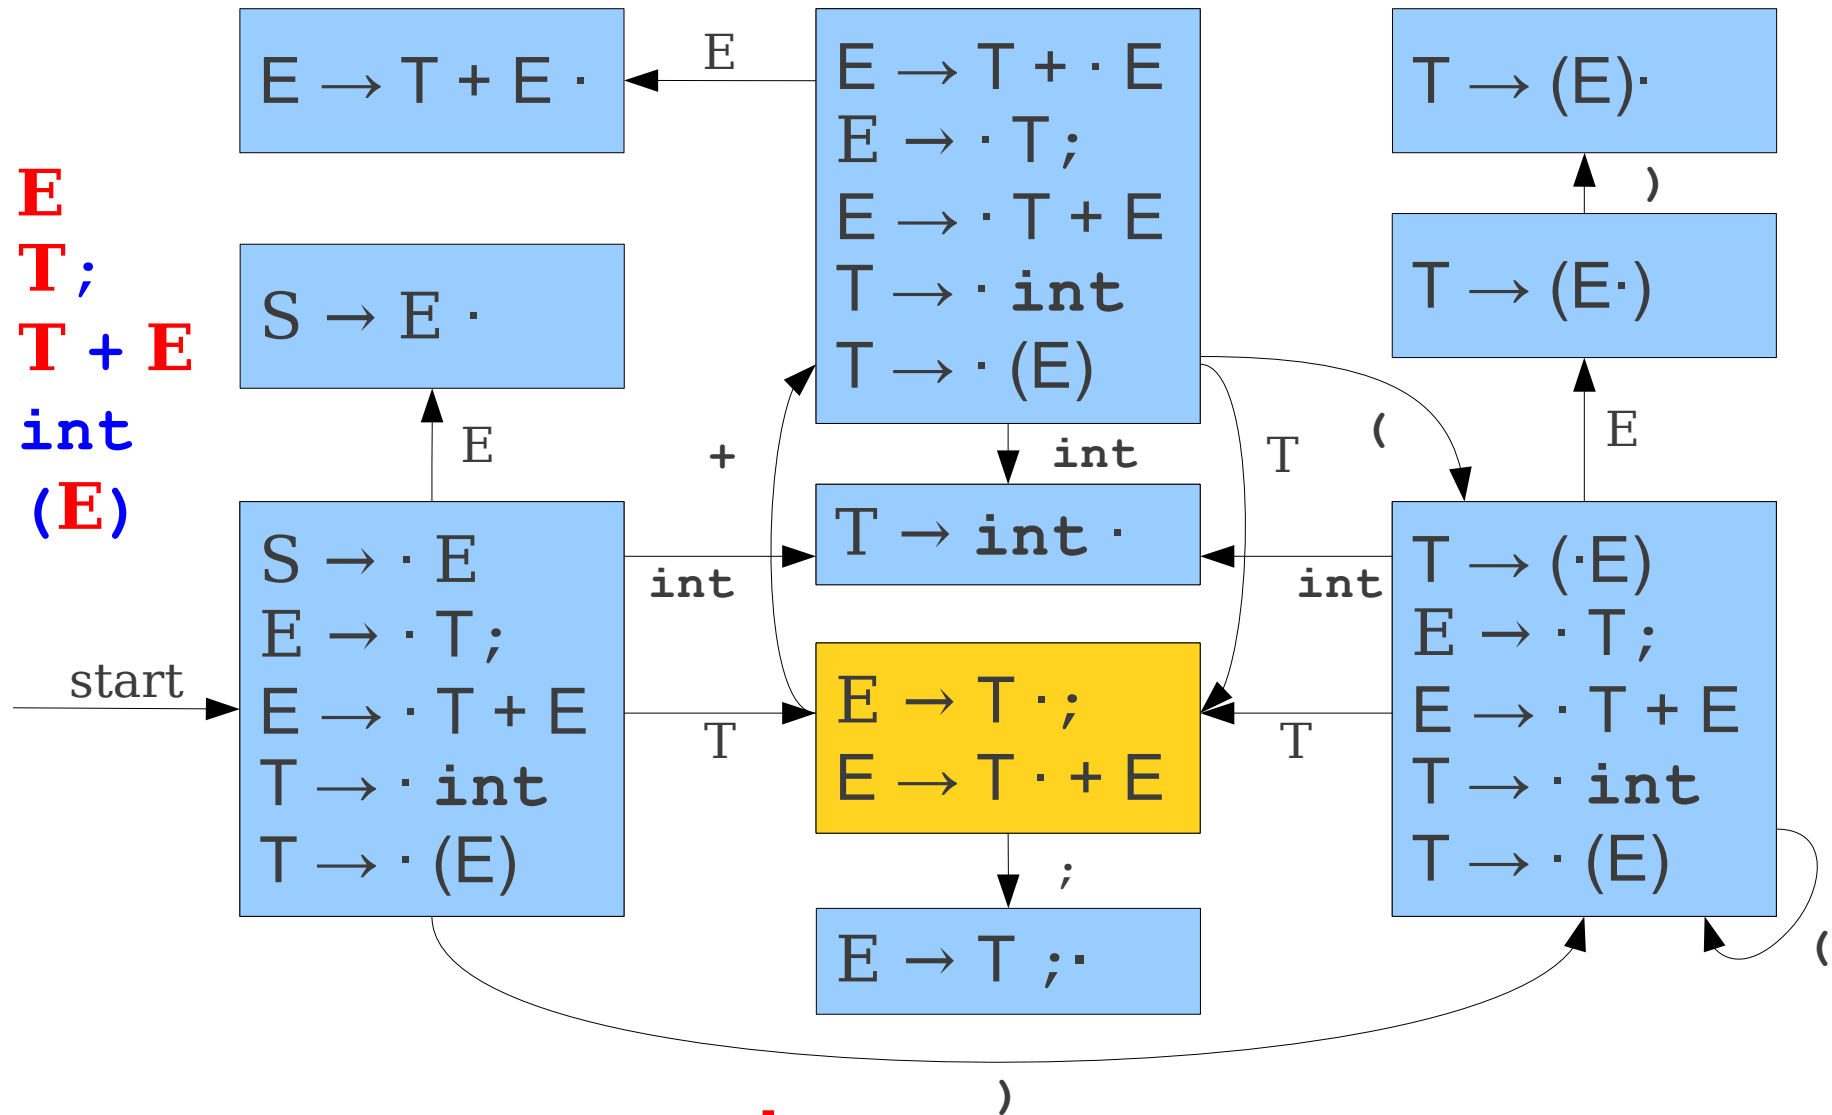 E
T ;
T + E
int
(E)
E → T + E ·
E
E → T + · E
E → · T ;
E → · T + E
T → · int
T → · (E)
T → (E)·
)
T → (E·)
E
S → E ·
E
+
int
T
(
T → int ·
int
int
start
S → · E
E → · T ;
E → · T + E
T → · int
T → · (E)
T
E → T · ;
E → T · + E
T
T → (·E)
E → · T ;
E → · T + E
T → · int
T → · (E)
;
E → T ;·
(
)